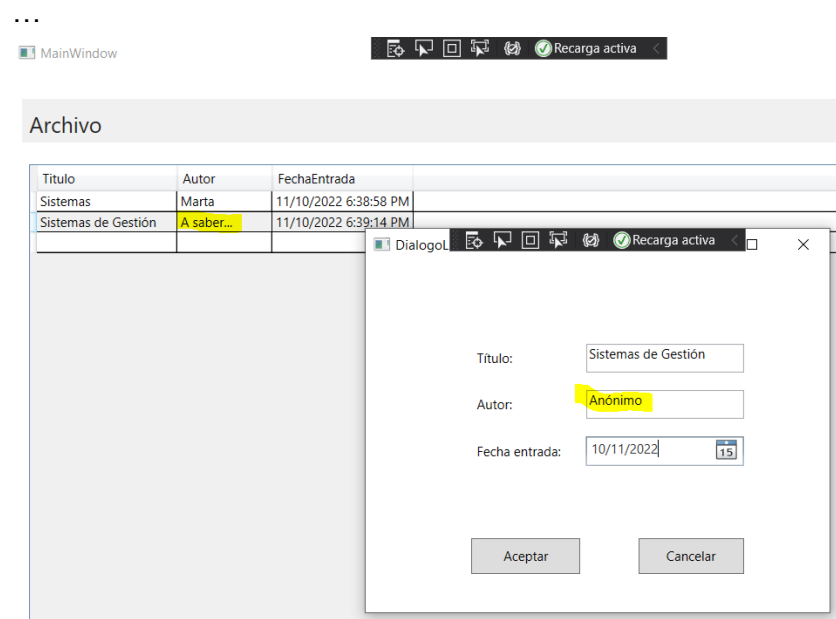 ...
MainWindow
Recarga activa
Archivo
Titulo Autor FechaEntrada
Sistemas Marta 11/10/2022 6:38:58 PM
Sistemas de Gestión A saber... 11/10/2022 6:39:14 PM
DialogoL Recarga activa
Título: Sistemas de Gestión
Autor: Anónimo
Fecha entrada: 10/11/2022 15
Aceptar Cancelar